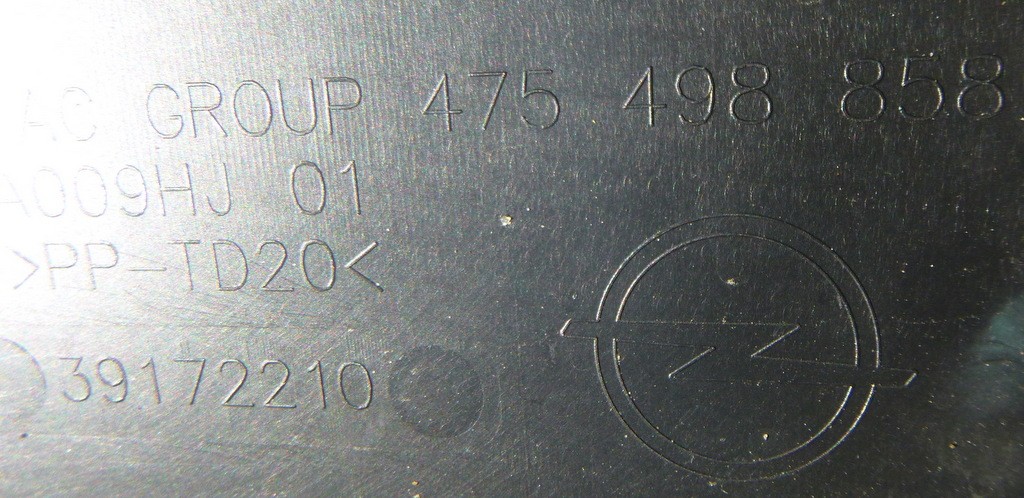 AC GROUP 475 498 858
A009HJ 01
>PP-TD20<
39172210